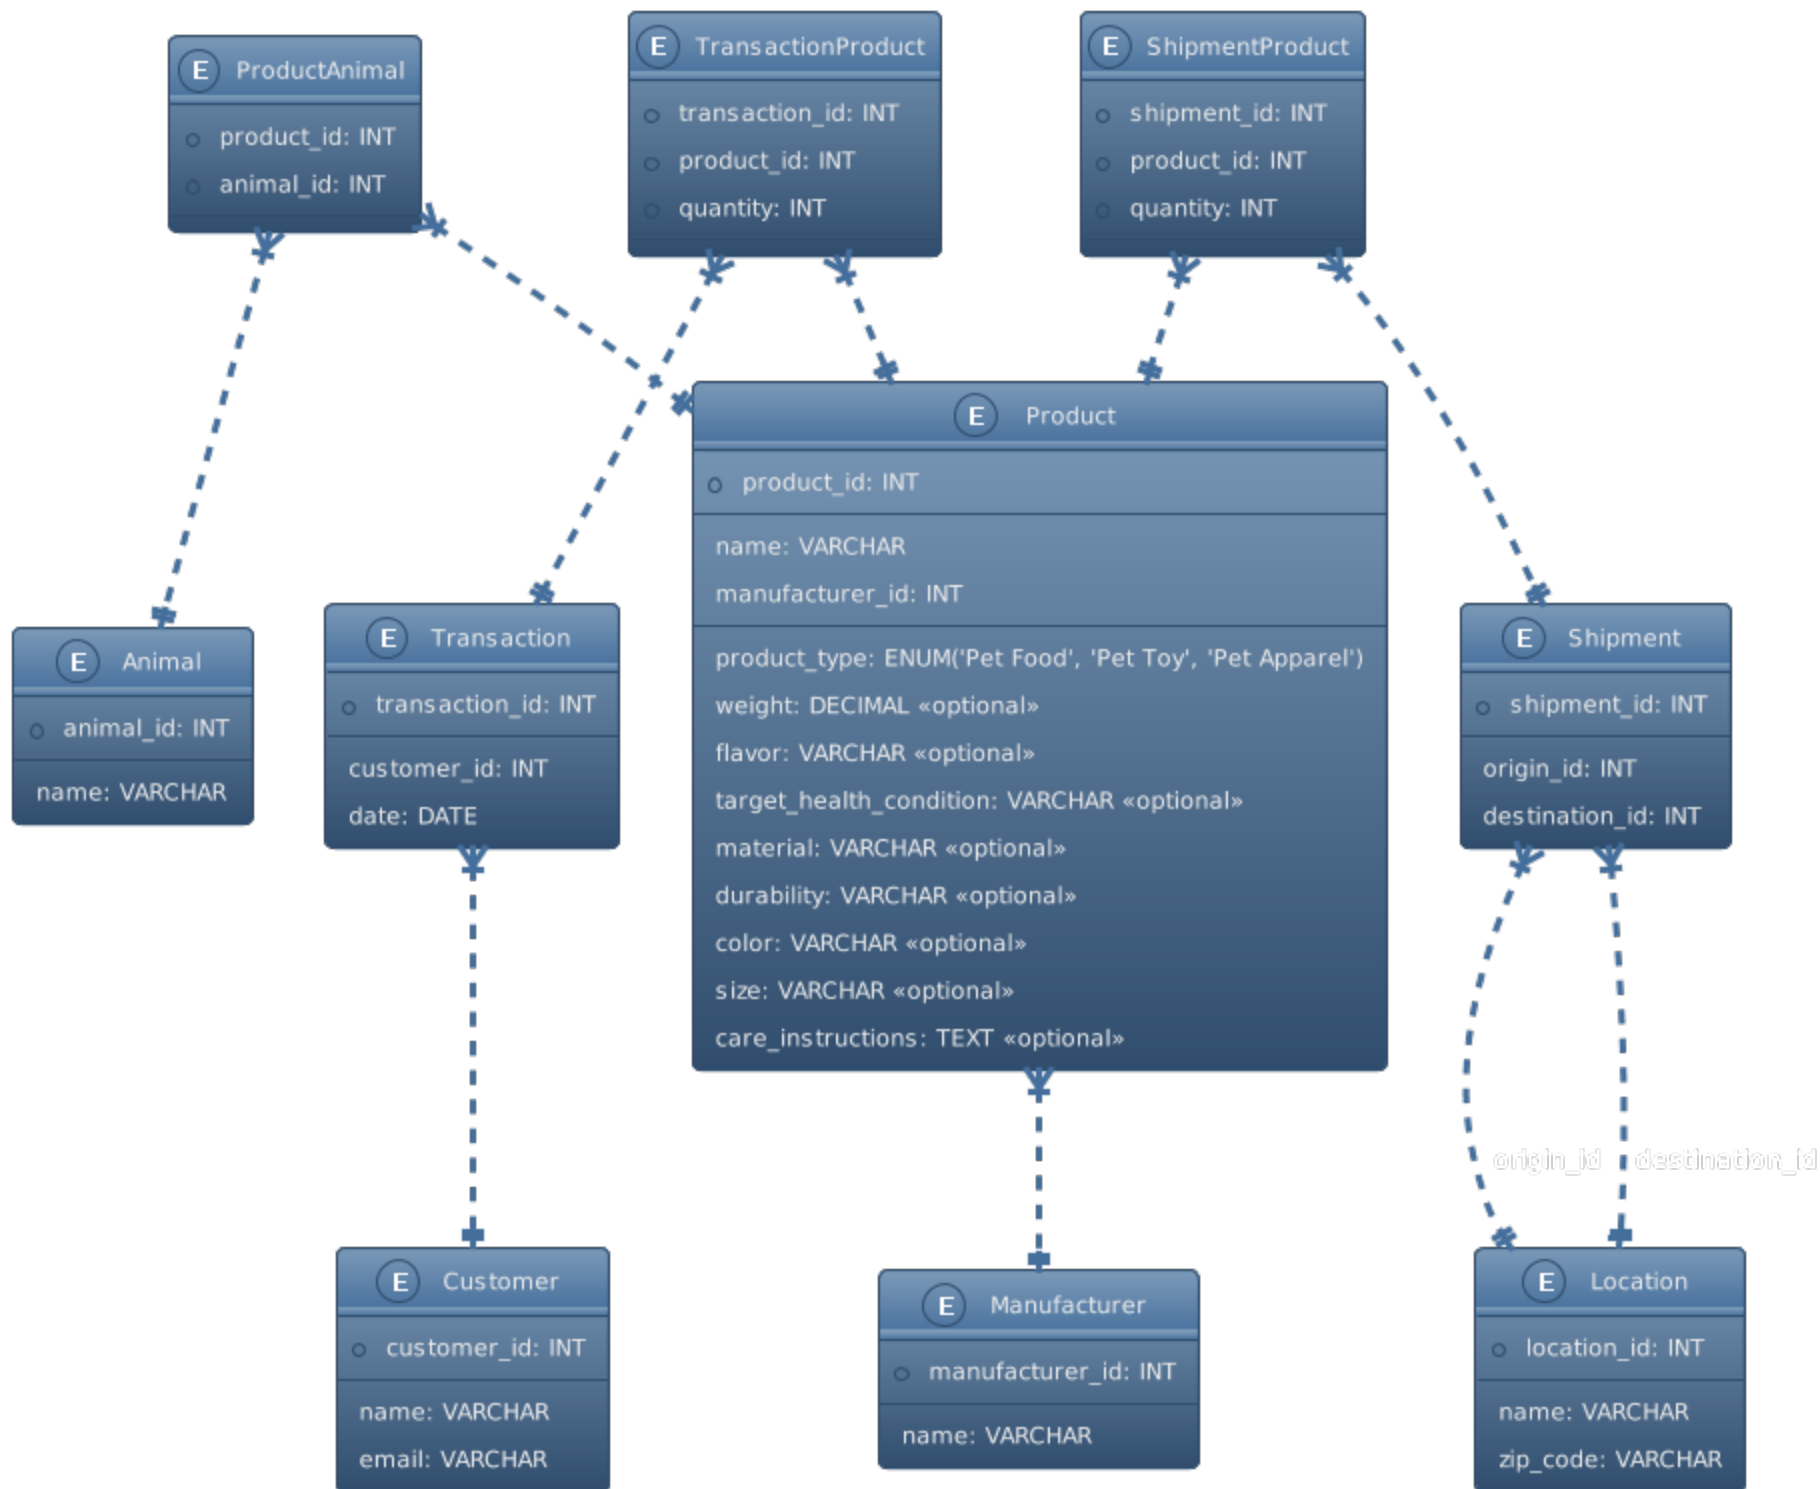 E ProductAnimal
product_id: INT
animal_id: INT
E TransactionProduct
transaction_id: INT
product_id: INT
quantity: INT
E ShipmentProduct
shipment_id: INT
product_id: INT
quantity: INT
E Product
product_id: INT
name: VARCHAR
manufacturer_id: INT
product_type: ENUM('Pet Food', 'Pet Toy', 'Pet Apparel')
weight: DECIMAL «optional»
flavor: VARCHAR «optional»
target_health_condition: VARCHAR «optional»
material: VARCHAR «optional»
durability: VARCHAR «optional»
color: VARCHAR «optional»
size: VARCHAR «optional»
care_instructions: TEXT «optional»
E Animal
animal_id: INT
name: VARCHAR
E Transaction
transaction_id: INT
customer_id: INT
date: DATE
E Shipment
shipment_id: INT
origin_id: INT
destination_id: INT
origin_id
destination_id
E Customer
customer_id: INT
name: VARCHAR
email: VARCHAR
E Manufacturer
manufacturer_id: INT
name: VARCHAR
E Location
location_id: INT
name: VARCHAR
zip_code: VARCHAR